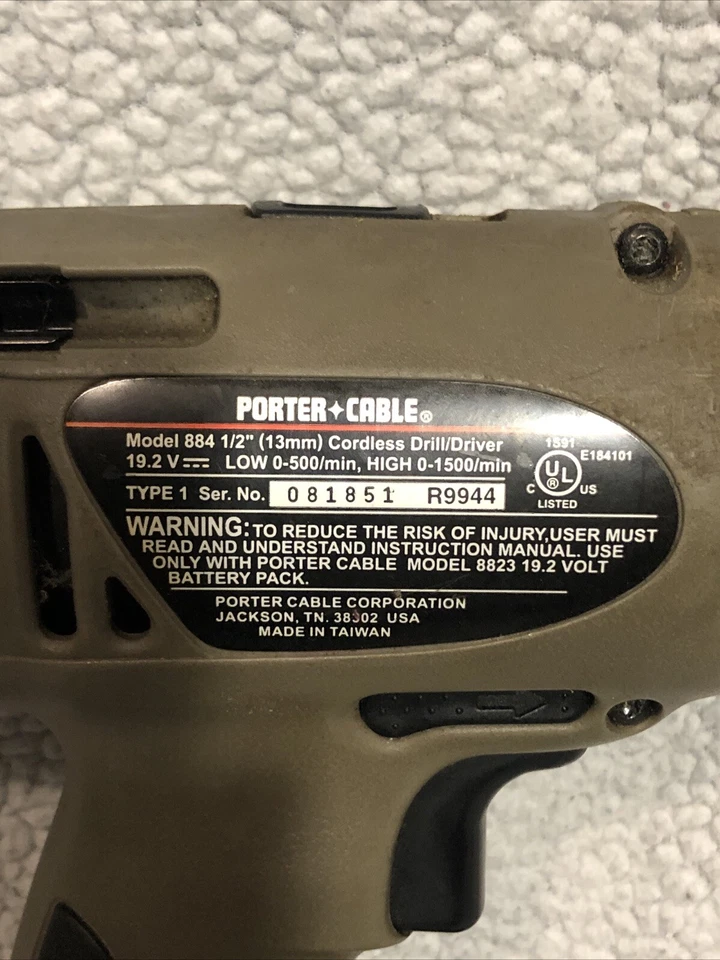 PORTER+CABLE®
Model 884 1/2" (13mm) Cordless Drill/Driver
19.2 V⎓ LOW 0-500/min, HIGH 0-1500/min
TYPE 1 Ser. No. 081851 R9944
1S91
E184101
C UL ® US
LISTED
WARNING: TO REDUCE THE RISK OF INJURY,USER MUST
READ AND UNDERSTAND INSTRUCTION MANUAL. USE
ONLY WITH PORTER CABLE MODEL 8823 19.2 VOLT
BATTERY PACK.
PORTER CABLE CORPORATION
JACKSON, TN. 38302 USA
MADE IN TAIWAN